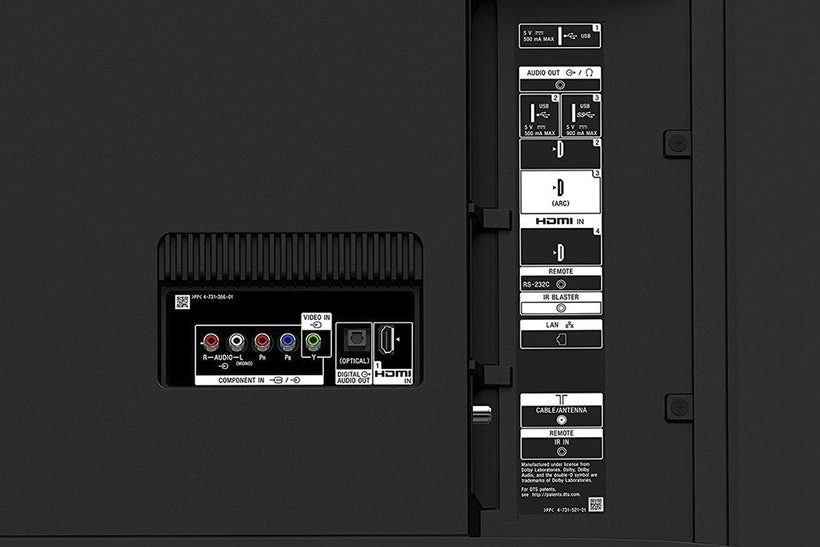 >PP< 4-731-366-01
VIDEO IN
R-AUDIO-L
(MONO)
PR
PB
Y
COMPONENT IN /
(OPTICAL)
DIGITAL
AUDIO OUT
1
HDMI
IN
1
5 V
500 mA MAX
USB
AUDIO OUT /
2
USB
5 V
500 mA MAX
3
USB
SS
5 V
900 mA MAX
2
3
(ARC)
HDMI IN
4
REMOTE
RS-232C
IR BLASTER
LAN
CABLE/ANTENNA
REMOTE
IR IN
Manufactured under license from
Dolby Laboratories. Dolby, Dolby
Audio, and the double-D symbol are
trademarks of Dolby Laboratories.
For DTS patents,
see http://patents.dts.com.
>PP< 4-731-521-01